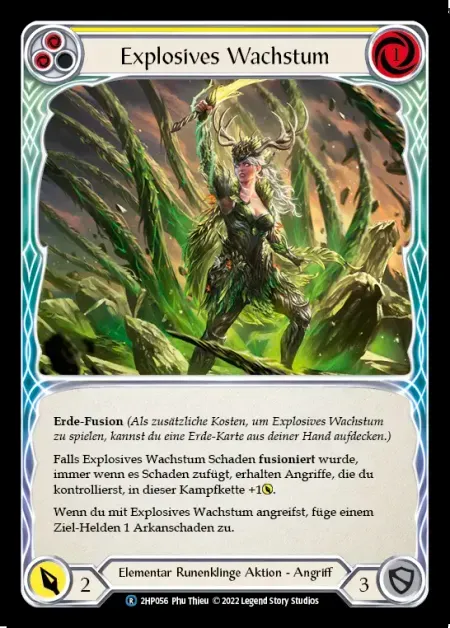 Explosives Wachstum
1
Erde-Fusion (Als zusätzliche Kosten, um Explosives Wachstum
zu spielen, kannst du eine Erde-Karte aus deiner Hand aufdecken.)
Falls Explosives Wachstum Schaden fusioniert wurde,
immer wenn es Schaden zufügt, erhalten Angriffe, die du
kontrollierst, in dieser Kampfkette +1.
Wenn du mit Explosives Wachstum angreifst, füge einem
Ziel-Helden 1 Arkanschaden zu.
2
Elementar Runenklinge Aktion - Angriff
3
R 2HP056 Phu Thieu © 2022 Legend Story Studios